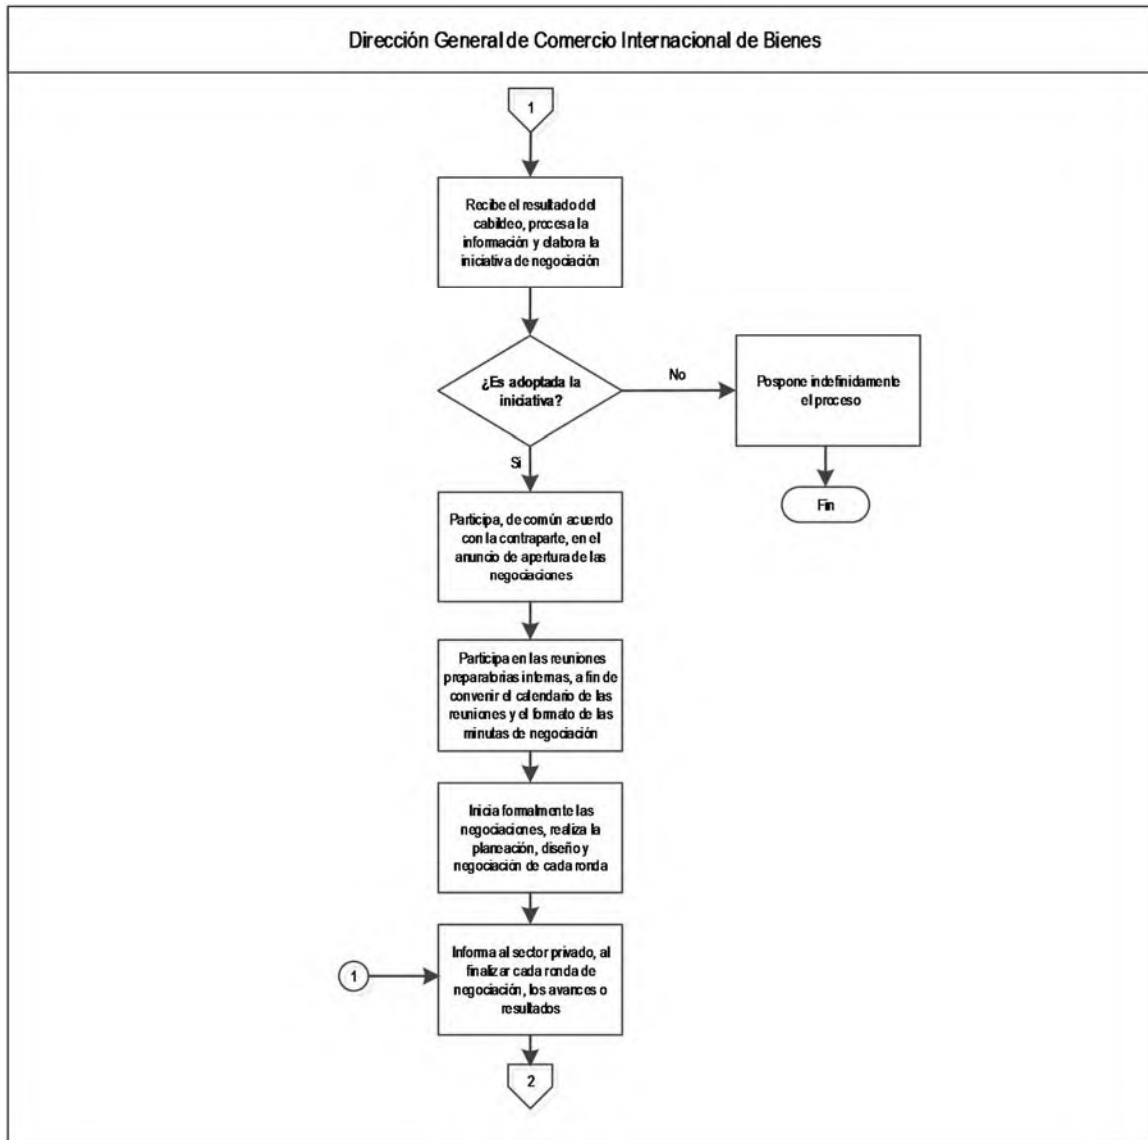 Dirección General de Comercio Internacional de Bienes
1
Recibe el resultado del
cabildeo, procesa la
información y elabora la
iniciativa de negociación
¿Es adoptada la
iniciativa?
No
Pospone indefinidamente
el proceso
Fin
Si
Participa, de común acuerdo
con la contraparte, en el
anuncio de apertura de las
negociaciones
Participa en las reuniones
preparatorias internas, a fin de
convenir el calendario de las
reuniones y el formato de las
minutas de negociación
Inicia formalmente las
negociaciones, realiza la
planeación, diseño y
negociación de cada ronda
1
Informa al sector privado, al
finalizar cada ronda de
negociación, los avances o
resultados
2